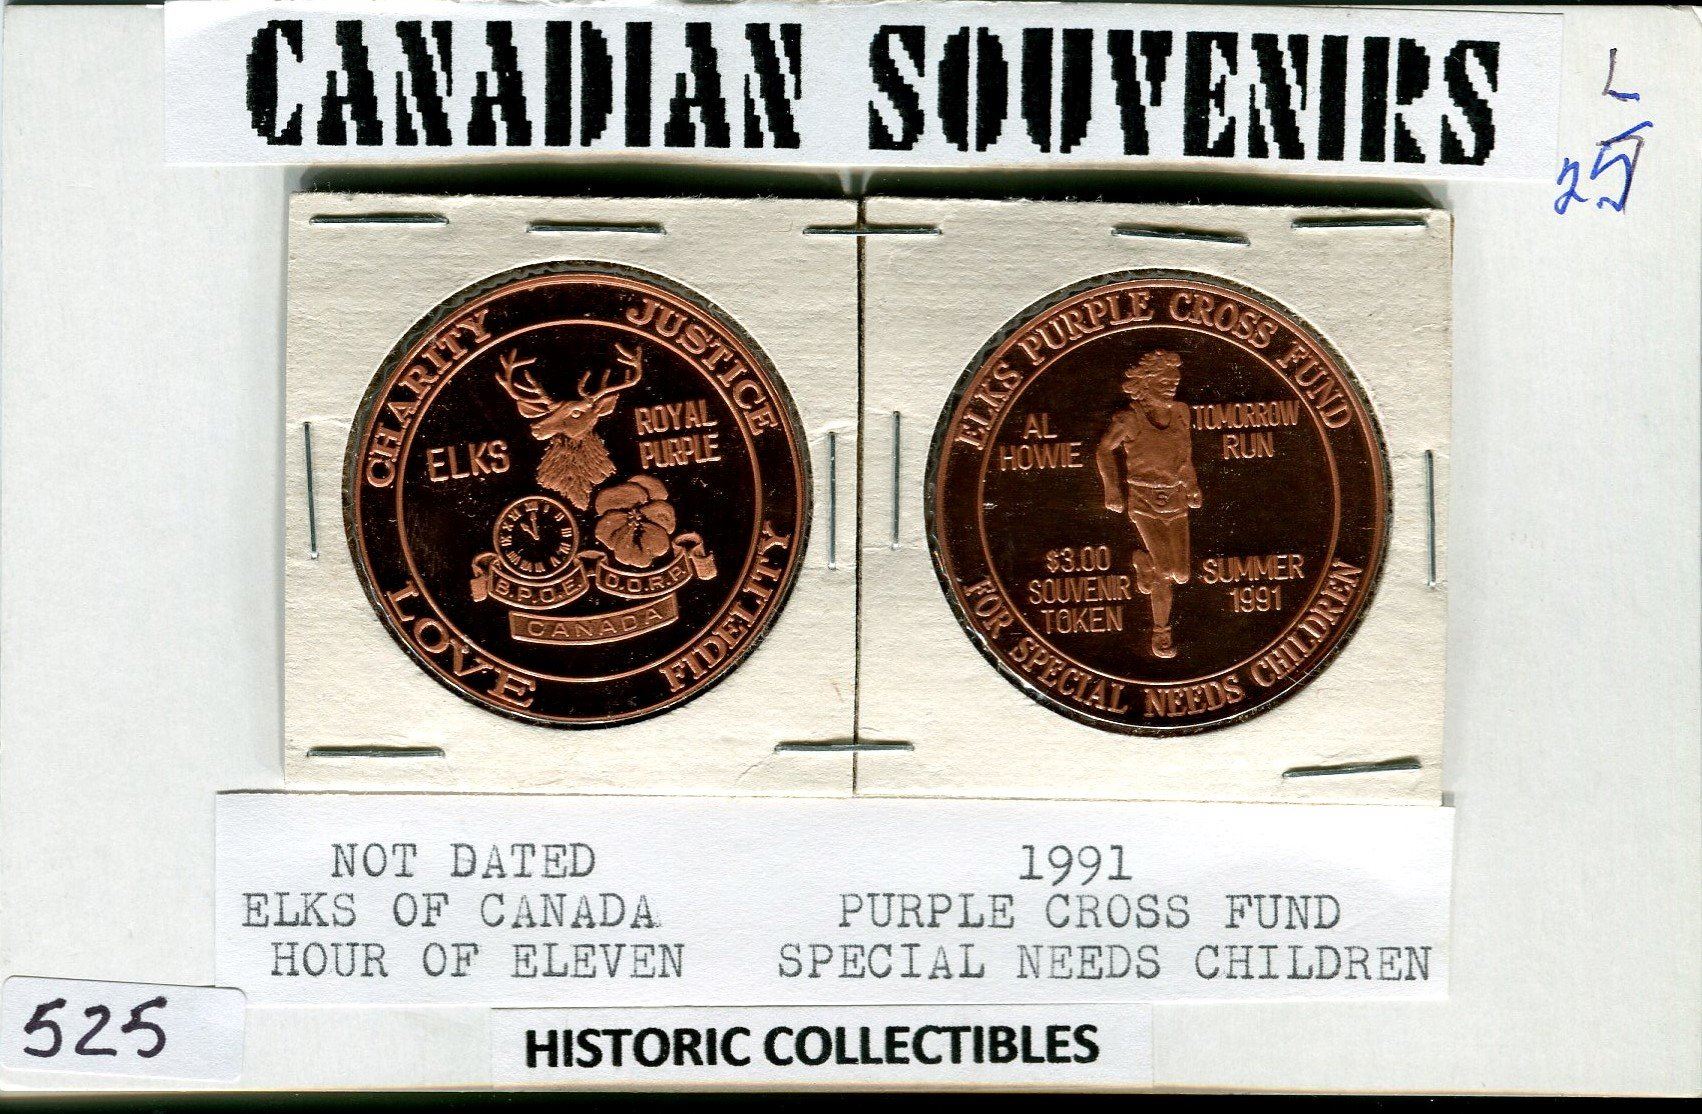 CANADIAN SOUVENIRS
L
25
CHARITY
JUSTICE
ELKS
ROYAL
PURPLE
B.P.O.E.
O.O.R.P.
CANADA
LOVE
FIDELITY
ELKS PURPLE CROSS FUND
AL
HOWIE
TOMORROW
RUN
5
$3.00
SOUVENIR
TOKEN
SUMMER
1991
FOR SPECIAL NEEDS CHILDREN
NOT DATED
ELKS OF CANADA
HOUR OF ELEVEN
1991
PURPLE CROSS FUND
SPECIAL NEEDS CHILDREN
525
HISTORIC COLLECTIBLES